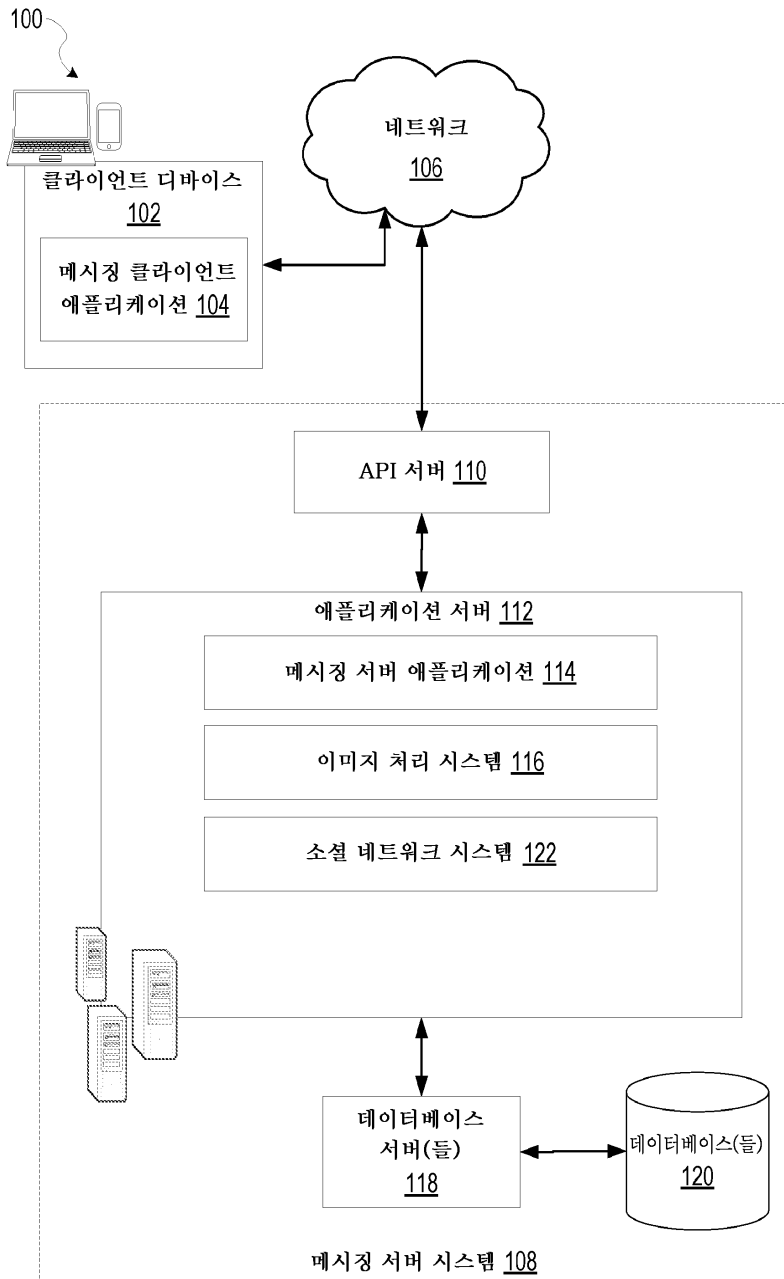 100
네트워크
106
클라이언트 디바이스
102
메시징 클라이언트
애플리케이션 104
API 서버 110
애플리케이션 서버 112
메시징 서버 애플리케이션 114
이미지 처리 시스템 116
소셜 네트워크 시스템 122
데이터베이스
서버(들)
118
데이터베이스(들)
120
메시징 서버 시스템 108